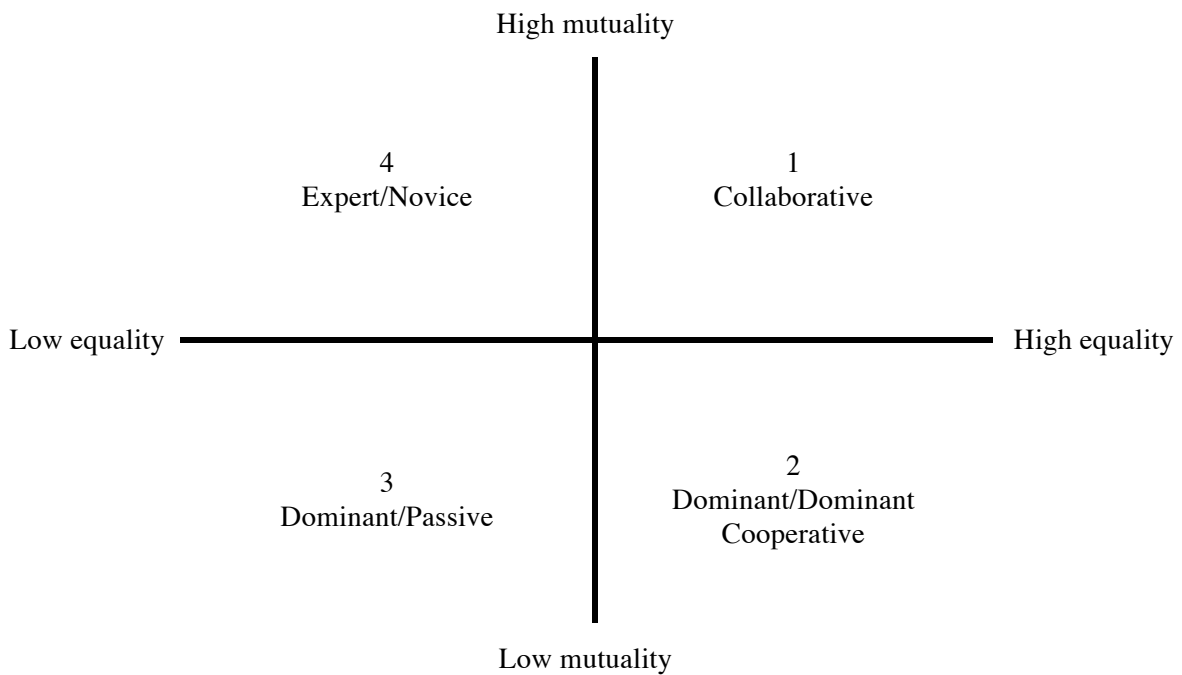 High mutuality
4
Expert/Novice
1
Collaborative
Low equality
High equality
3
Dominant/Passive
2
Dominant/Dominant
Cooperative
Low mutuality